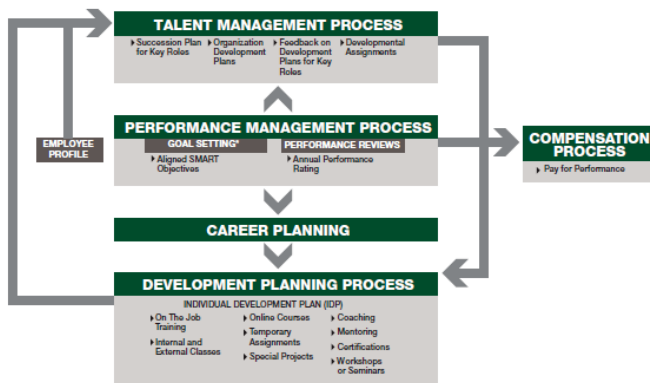 TALENT MANAGEMENT PROCESS
Succession Plan
for Key Roles
Organization
Development
Plans
Feedback on
Development
Plans for Key
Roles
Developmental
Assignments
EMPLOYEE
PROFILE
PERFORMANCE MANAGEMENT PROCESS
GOAL SETTING*
Aligned SMART
Objectives
PERFORMANCE REVIEWS
Annual Performance
Rating
COMPENSATION
PROCESS
Pay for Performance
CAREER PLANNING
DEVELOPMENT PLANNING PROCESS
INDIVIDUAL DEVELOPMENT PLAN (IDP)
On The Job
Training
Internal and
External Classes
Online Courses
Temporary
Assignments
Special Projects
Coaching
Mentoring
Certifications
Workshops
or Seminars